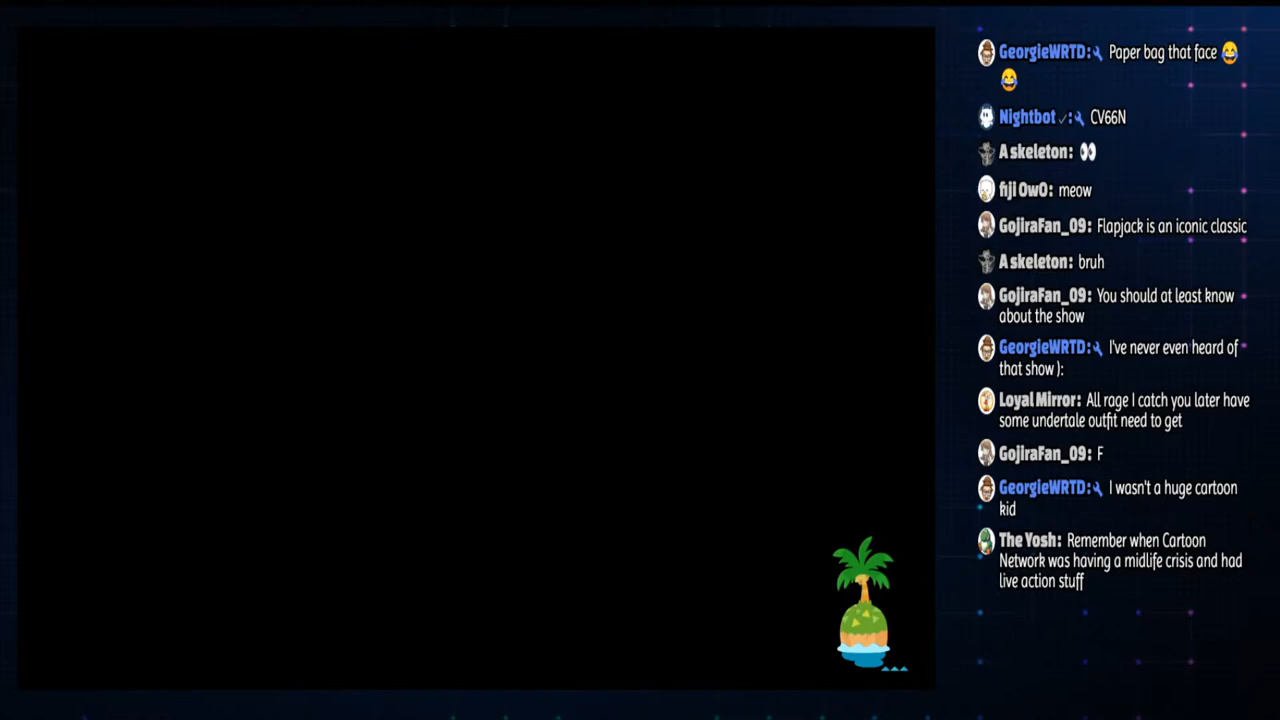 GeorgieWRTD: Paper bag that face 😂
😂
Nightbot ✓: CV66N
A skeleton: 👀
fiji OwO: meow
GojiraFan_09: Flapjack is an iconic classic
A skeleton: bruh
GojiraFan_09: You should at least know
about the show
GeorgieWRTD: I've never even heard of
that show ):
Loyal Mirror: All rage I catch you later have
some undertale outfit need to get
GojiraFan_09: F
GeorgieWRTD: I wasn't a huge cartoon
kid
The Yosh: Remember when Cartoon
Network was having a midlife crisis and had
live action stuff